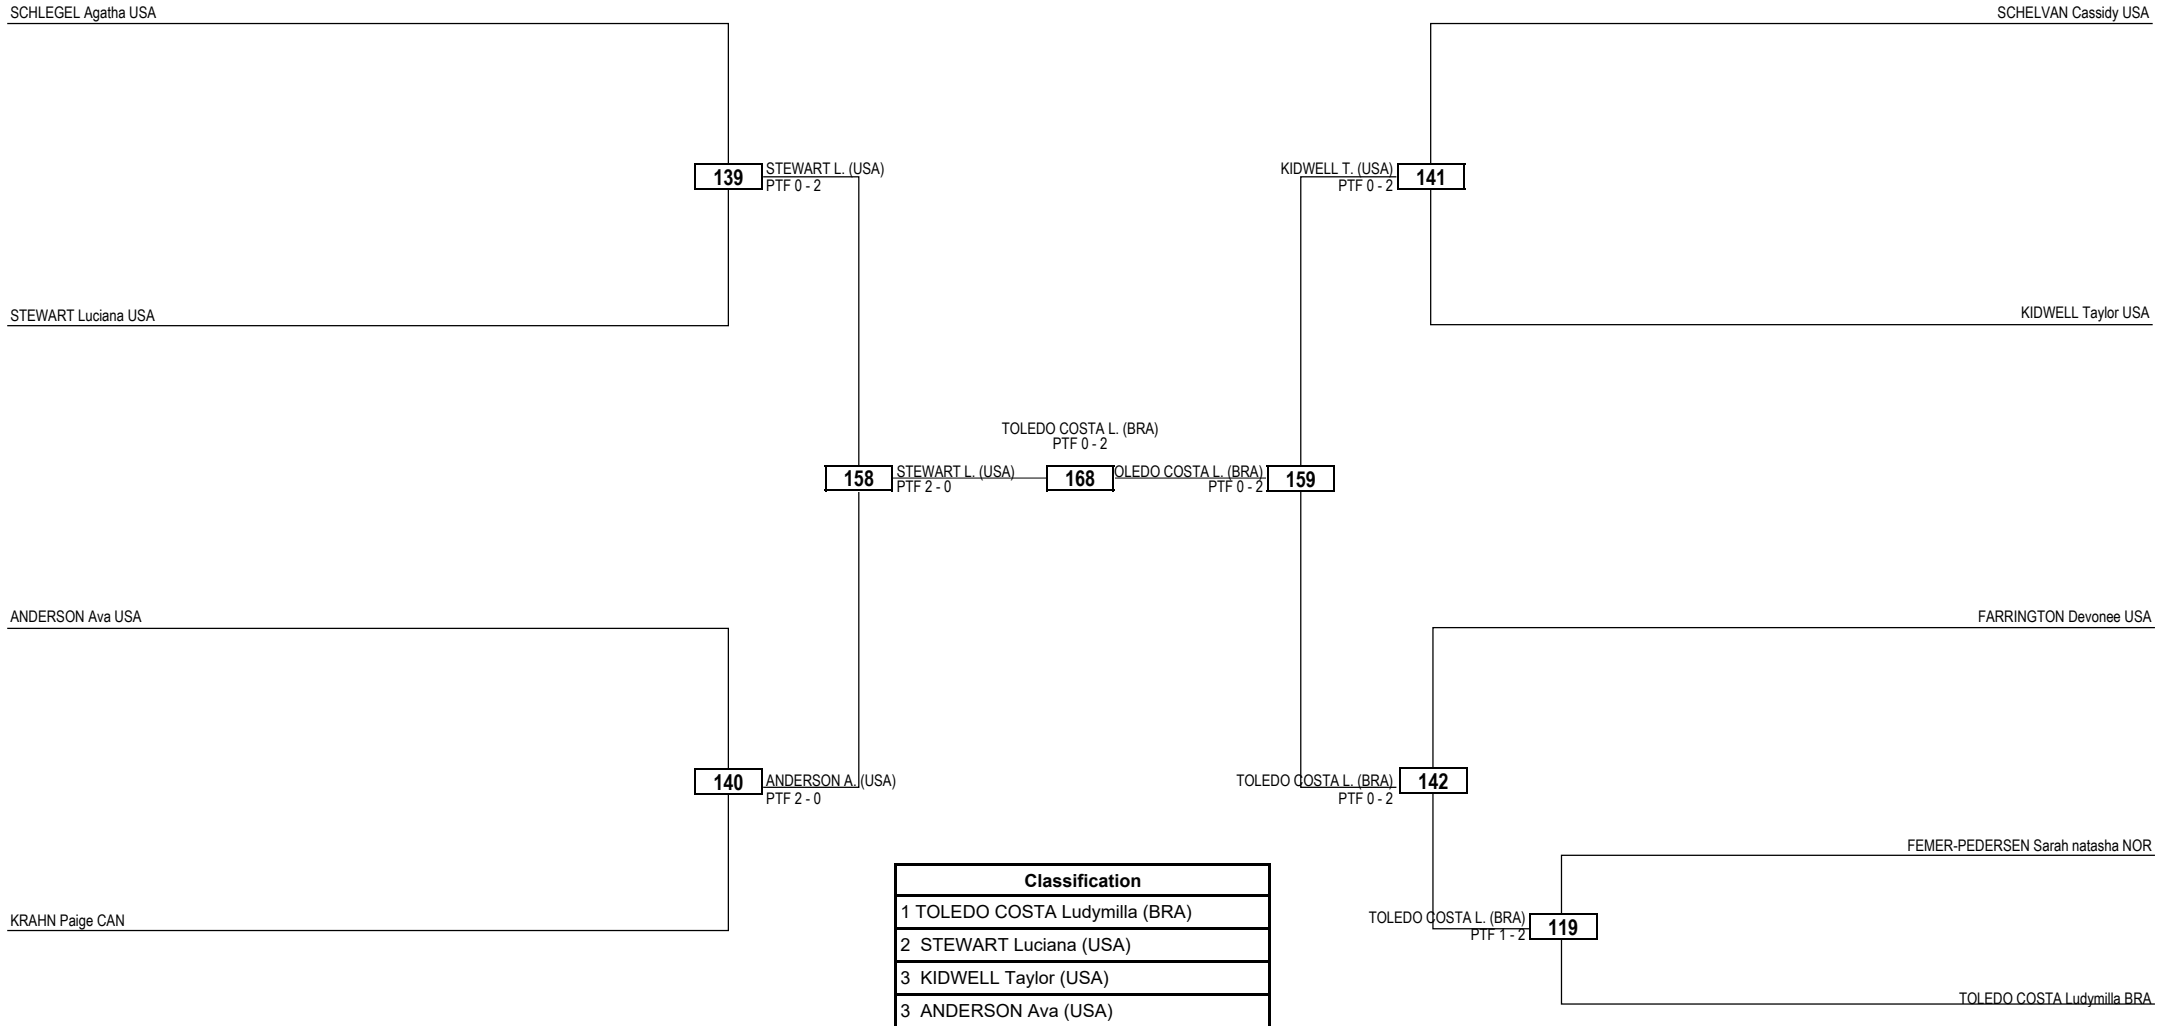 SCHLEGEL Agatha USA
SCHELVAN Cassidy USA
139
STEWART L. (USA)
PTF 0 - 2
KIDWELL T. (USA)
PTF 0 - 2
141
STEWART Luciana USA
KIDWELL Taylor USA
TOLEDO COSTA L. (BRA)
PTF 0 - 2
158
STEWART L. (USA)
PTF 2 - 0
168
OLEDO COSTA L. (BRA)
PTF 0 - 2
159
ANDERSON Ava USA
FARRINGTON Devonee USA
140
ANDERSON A. (USA)
PTF 2 - 0
TOLEDO COSTA L. (BRA)
PTF 0 - 2
142
FEMER-PEDERSEN Sarah natasha NOR
KRAHN Paige CAN
TOLEDO COSTA L. (BRA)
PTF 1 - 2
119
TOLEDO COSTA Ludymilla BRA
Classification
1 TOLEDO COSTA Ludymilla (BRA)
2 STEWART Luciana (USA)
3 KIDWELL Taylor (USA)
3 ANDERSON Ava (USA)